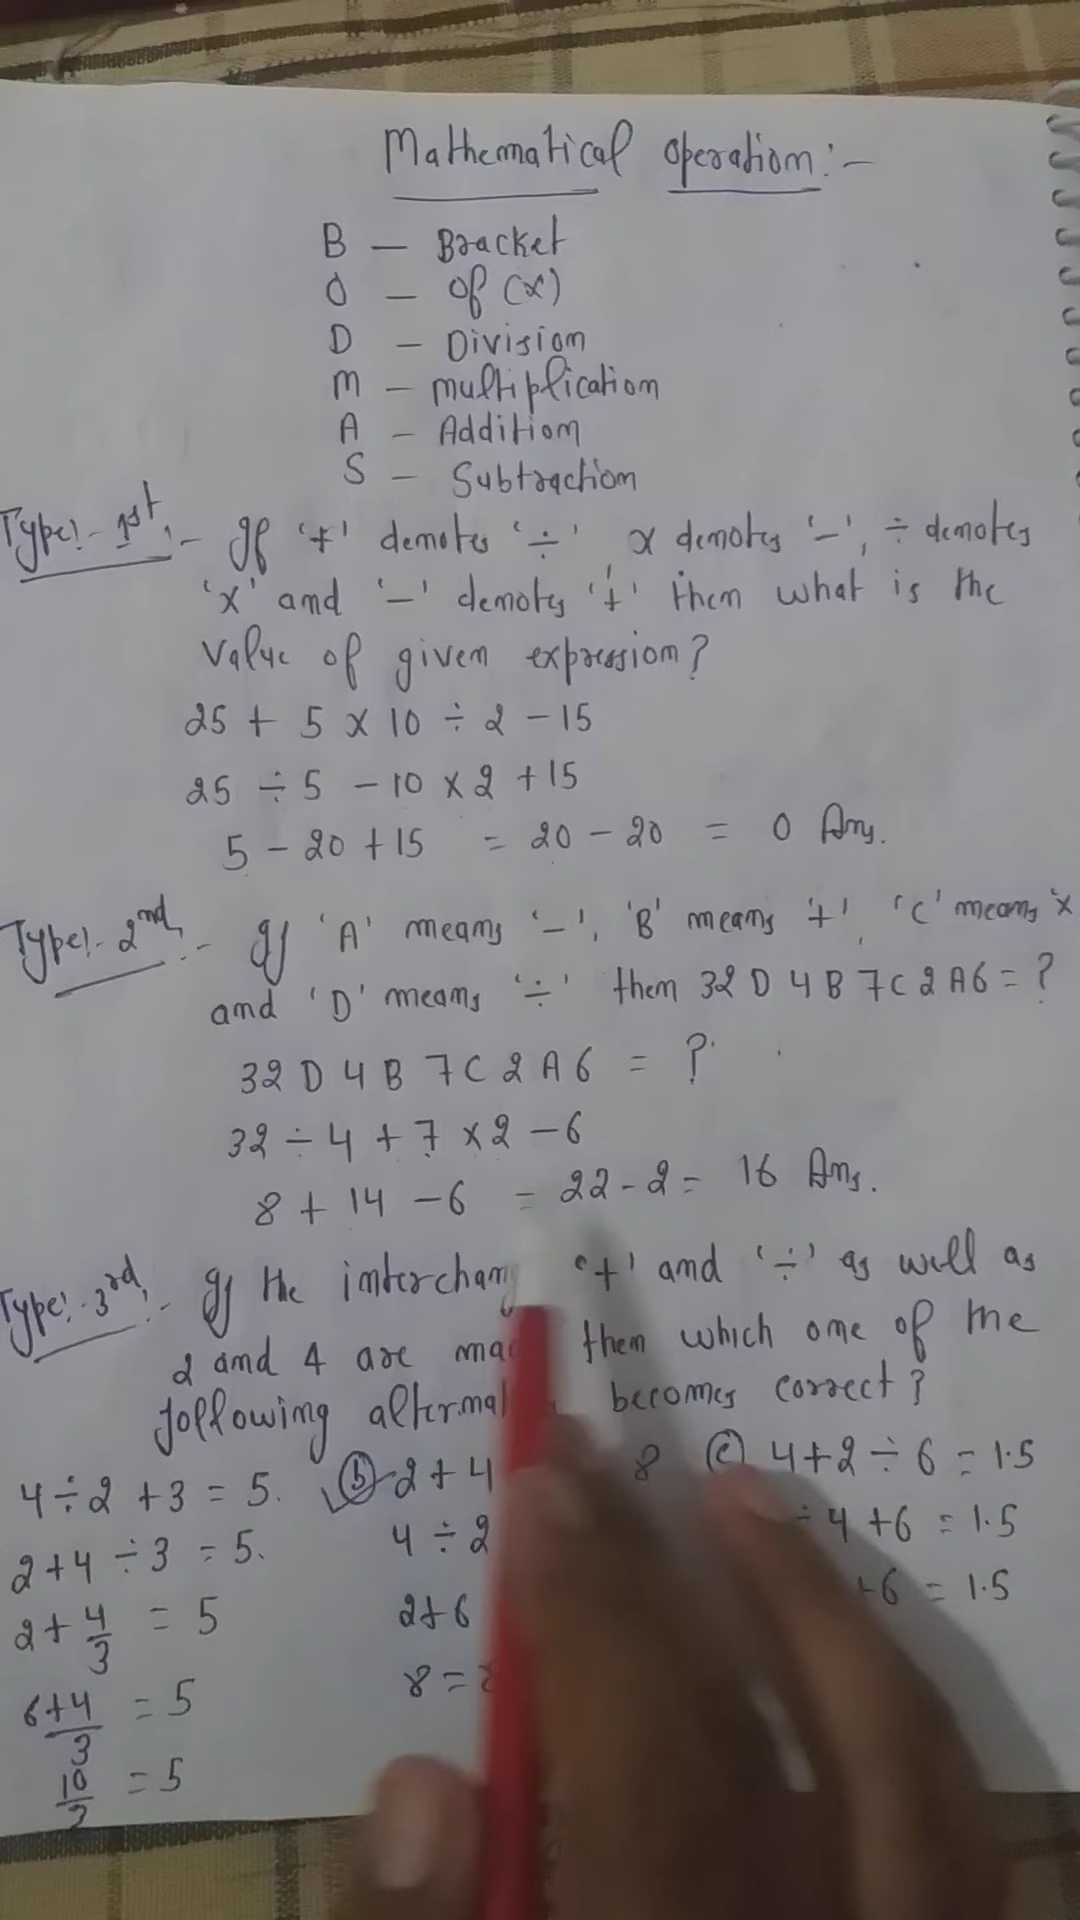 Mathematical Operation:-
B - Bracket
O - Of (x)
D - Division
M - Multiplication
A - Addition
S - Subtraction
Type:- 1st:- If '+' denotes '÷', x denotes '-', ÷ denotes
'x' and '-' denotes '+' then what is the
value of given expression?
25 + 5 x 10 ÷ 2 - 15
25 ÷ 5 - 10 x 2 + 15
5 - 20 + 15 = 20 - 20 = 0 Ans.
Type:- 2nd:- If 'A' means '-', 'B' means '+', 'C' means 'x
and 'D' means '÷' then 32 D 4 B 7 C 2 A 6 = ?
32 D 4 B 7 C 2 A 6 = ?
32 ÷ 4 + 7 x 2 - 6
8 + 14 - 6 = 22 - 2 = 16 Ans.
Type:- 3rd:- If the interchang '+' and '÷' as well as
2 and 4 are ma then which one of the
following alternat becomes correct?
4 ÷ 2 + 3 = 5. (b) 2 + 4 8 (c) 4 + 2 ÷ 6 = 1.5
2 + 4 ÷ 3 = 5. 4 ÷ 2 ÷ 4 + 6 = 1.5
2 + 4/3 = 5 2 + 6 + 6 = 1.5
6+4/3 = 5 8 =
10/3 = 5